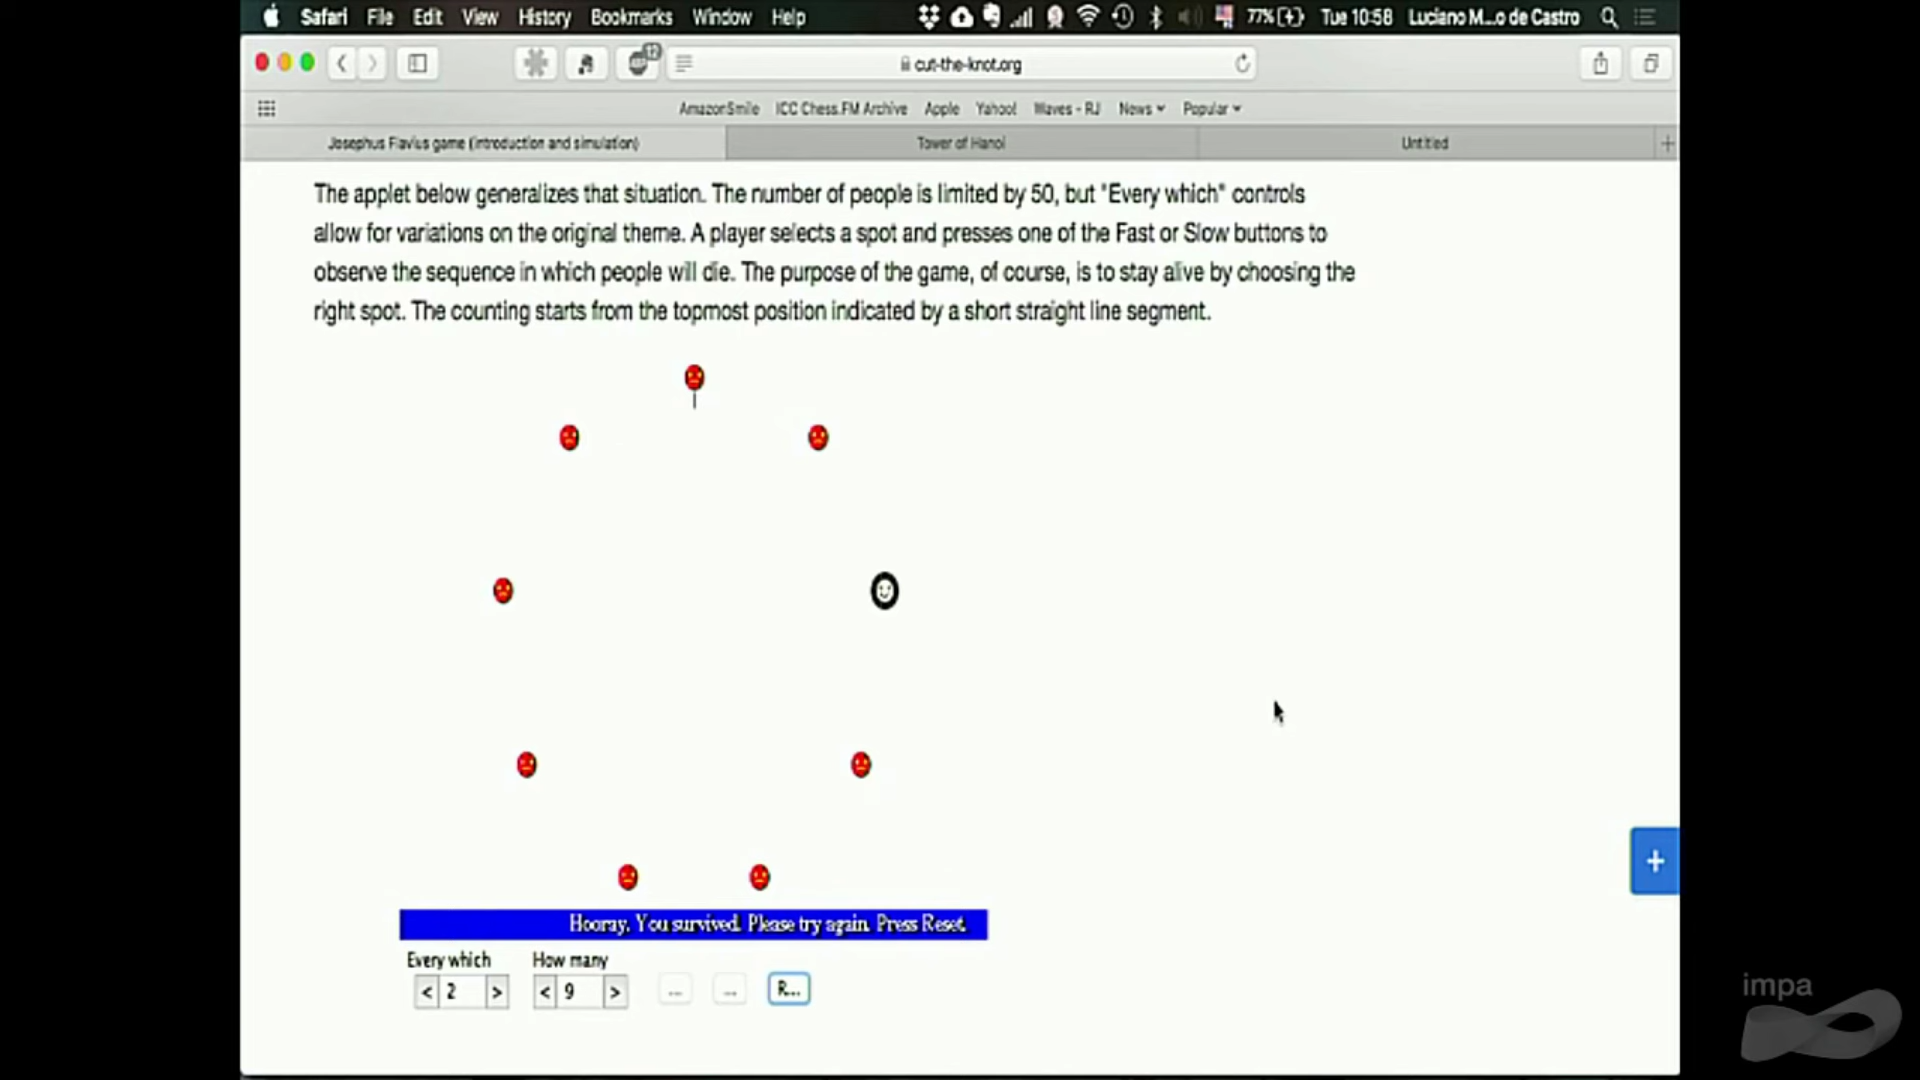 Safari File Edit View History Bookmarks Window Help 77% Tue 10:58 Luciano M...o de Castro
12
cut-the-knot.org
AmazonSmile ICC Chess.FM Archive Apple Yahoo! Waves - RJ News Popular
Josephus Flavius game (introduction and simulation) Tower of Hanoi Untitled +
The applet below generalizes that situation. The number of people is limited by 50, but "Every which" controls
allow for variations on the original theme. A player selects a spot and presses one of the Fast or Slow buttons to
observe the sequence in which people will die. The purpose of the game, of course, is to stay alive by choosing the
right spot. The counting starts from the topmost position indicated by a short straight line segment.
+
Hooray. You survived. Please try again. Press Reset.
Every which How many
< 2 > < 9 > ... ... R...
impa